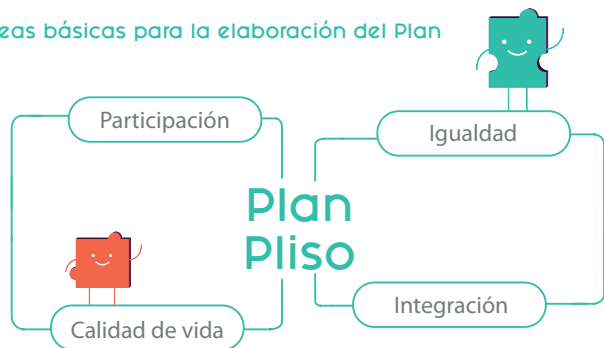 eas básicas para la elaboración del Plan
Participación
Igualdad
Plan
Pliso
Integración
Calidad de vida